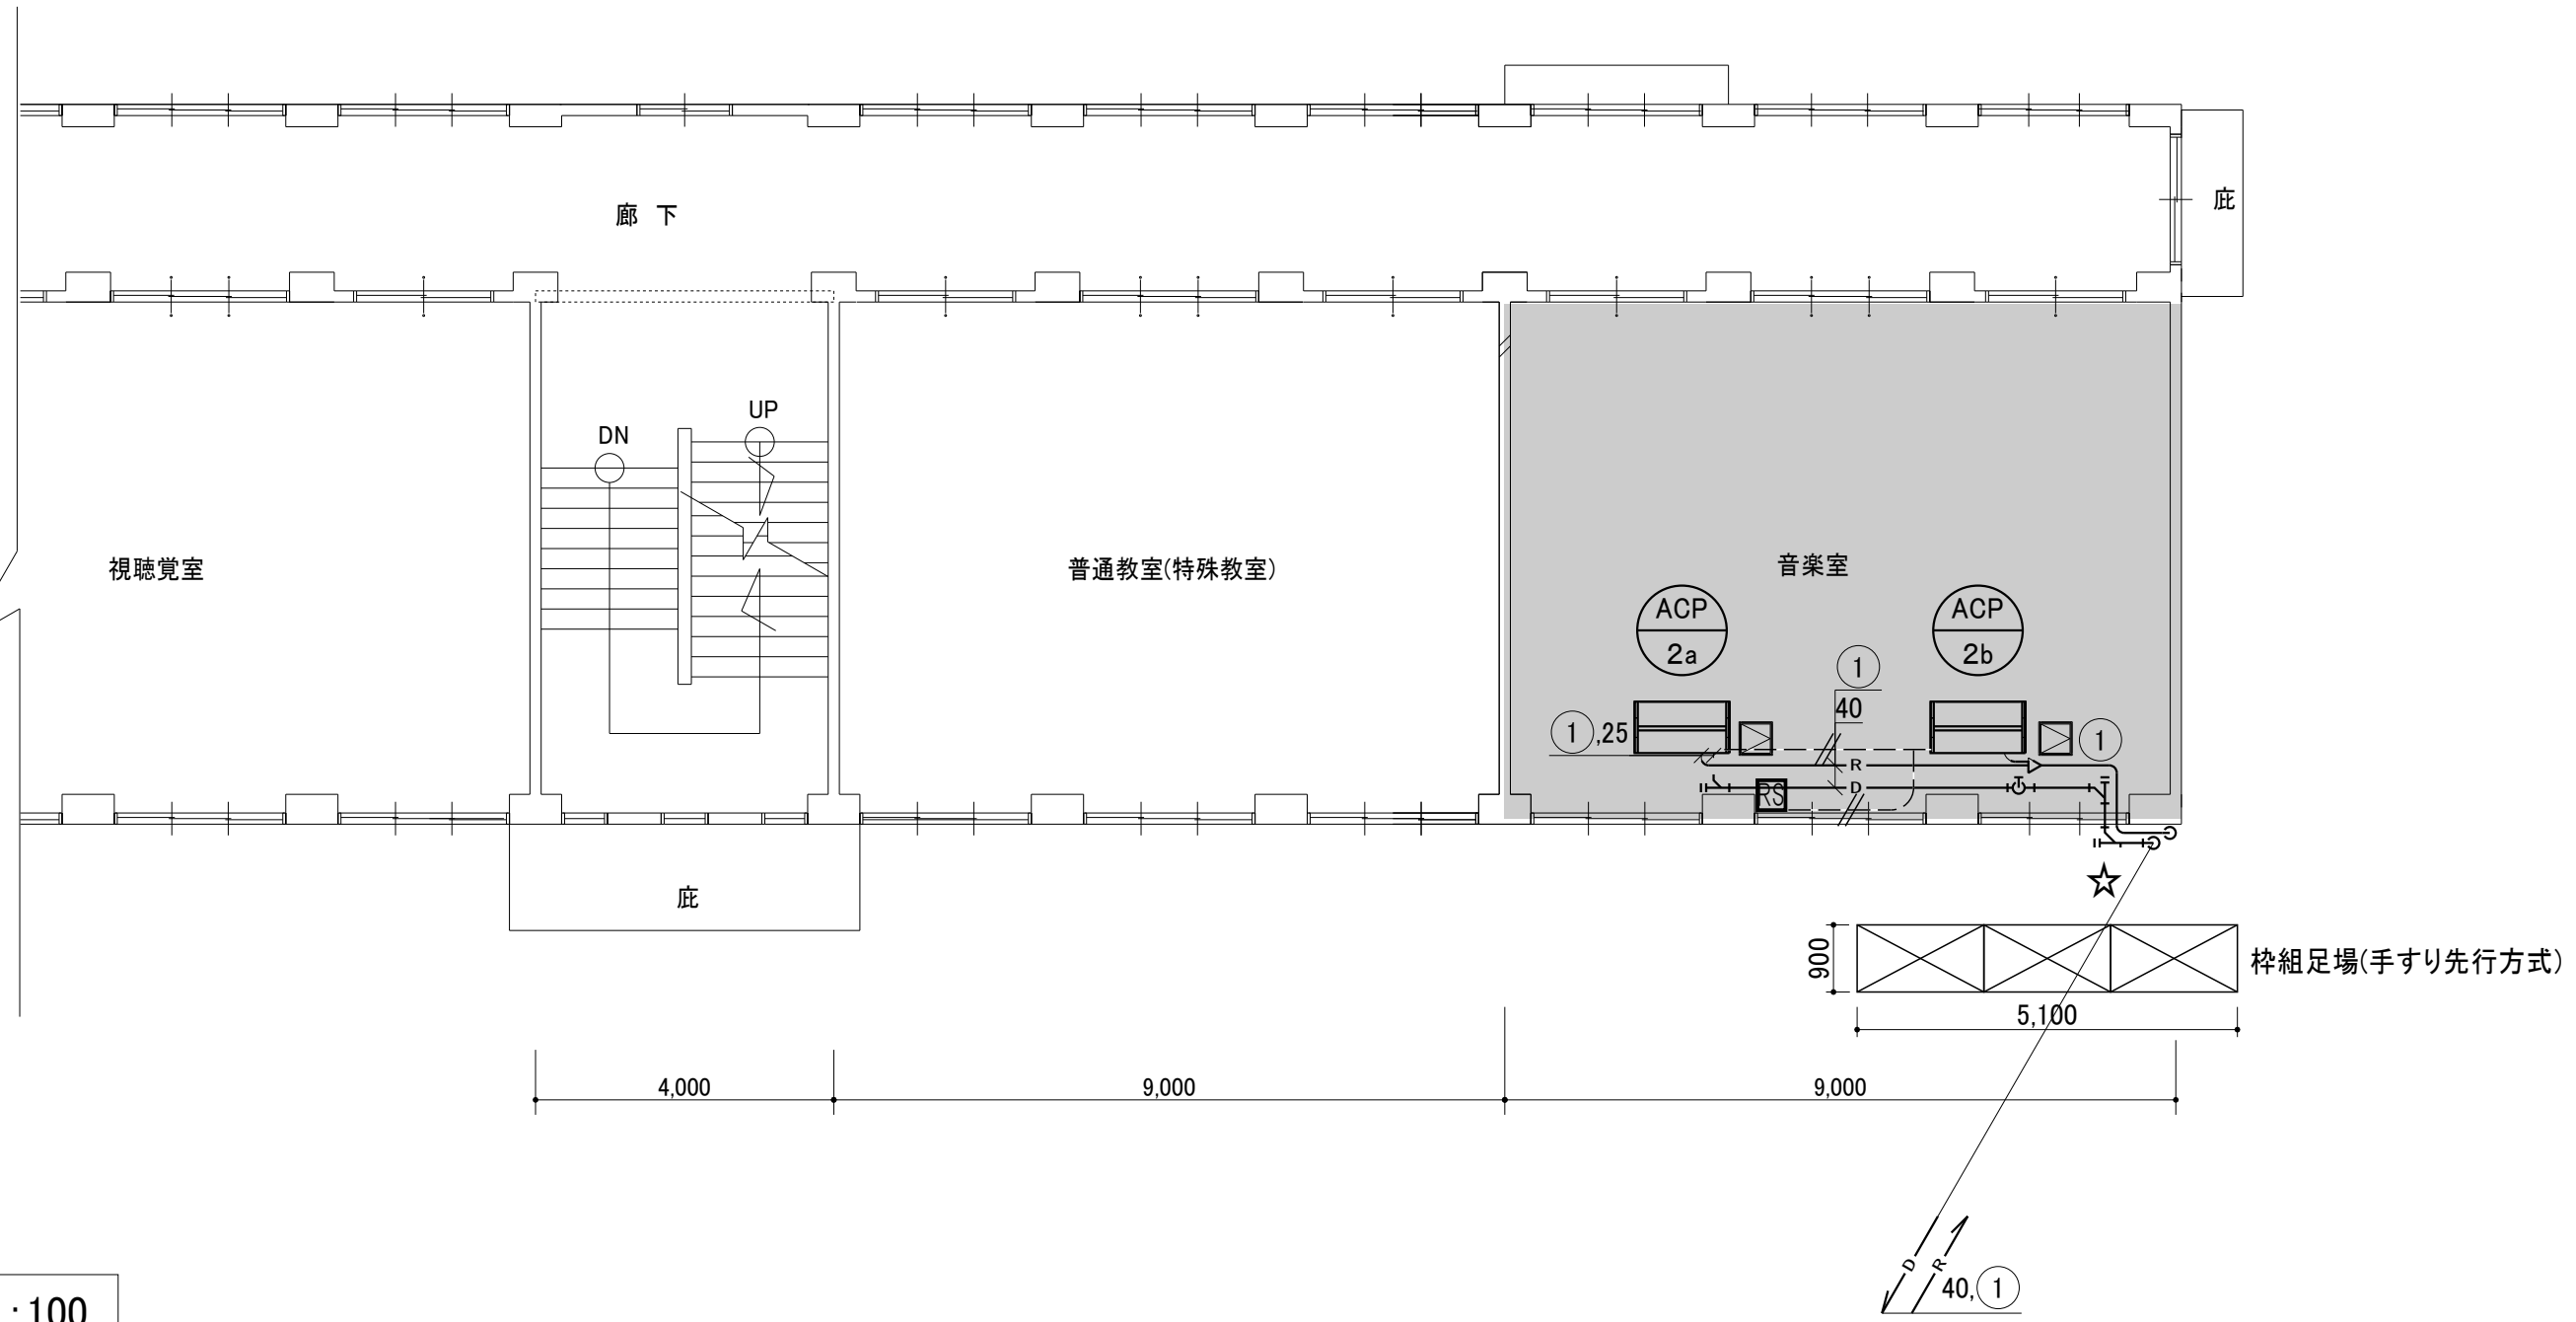 廊 下
庇
UP
DN
視聴覚室
普通教室(特殊教室)
音楽室
ACP
2a
ACP
2b
1
40
1,25
1
R
D
RS
庇
☆
900
枠組足場(手すり先行方式)
5,100
4,000
9,000
9,000
D
R
40,1
:100